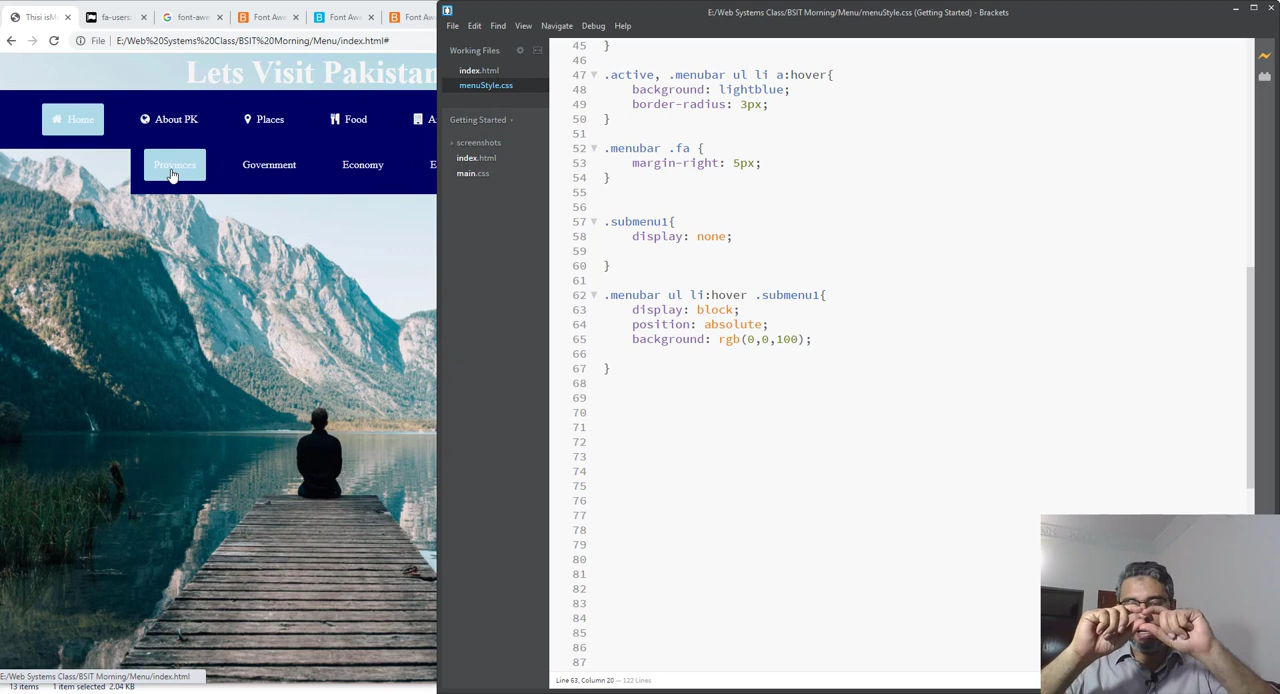 Thisi isM
fa-users:
font-awe
Font Awe
Font Awe
Font Aw
E:/Web Systems Class/BSIT Morning/Menu/menuStyle.css (Getting Started) - Brackets
File Edit Find View Navigate Debug Help
File E:/Web%20Systems%20Class/BSIT%20Morning/Menu/index.html#
Lets Visit Pakistan
Home
About PK
Places
Food
A
Provinces
Government
Economy
E
E:/Web Systems Class/BSIT Morning/Menu/index.html
13 items 1 item selected 2.04 KB
Working Files
index.html
menuStyle.css
Getting Started
screenshots
index.html
main.css
45 }
46
47 .active, .menubar ul li a:hover{
48 background: lightblue;
49 border-radius: 3px;
50 }
51
52 .menubar .fa {
53 margin-right: 5px;
54 }
55
56
57 .submenu1{
58 display: none;
59
60 }
61
62 .menubar ul li:hover .submenu1{
63 display: block;
64 position: absolute;
65 background: rgb(0,0,100);
66
67 }
68
69
70
71
72
73
74
75
76
77
78
79
80
81
82
83
84
85
86
87
Line 63, Column 20 — 122 Lines